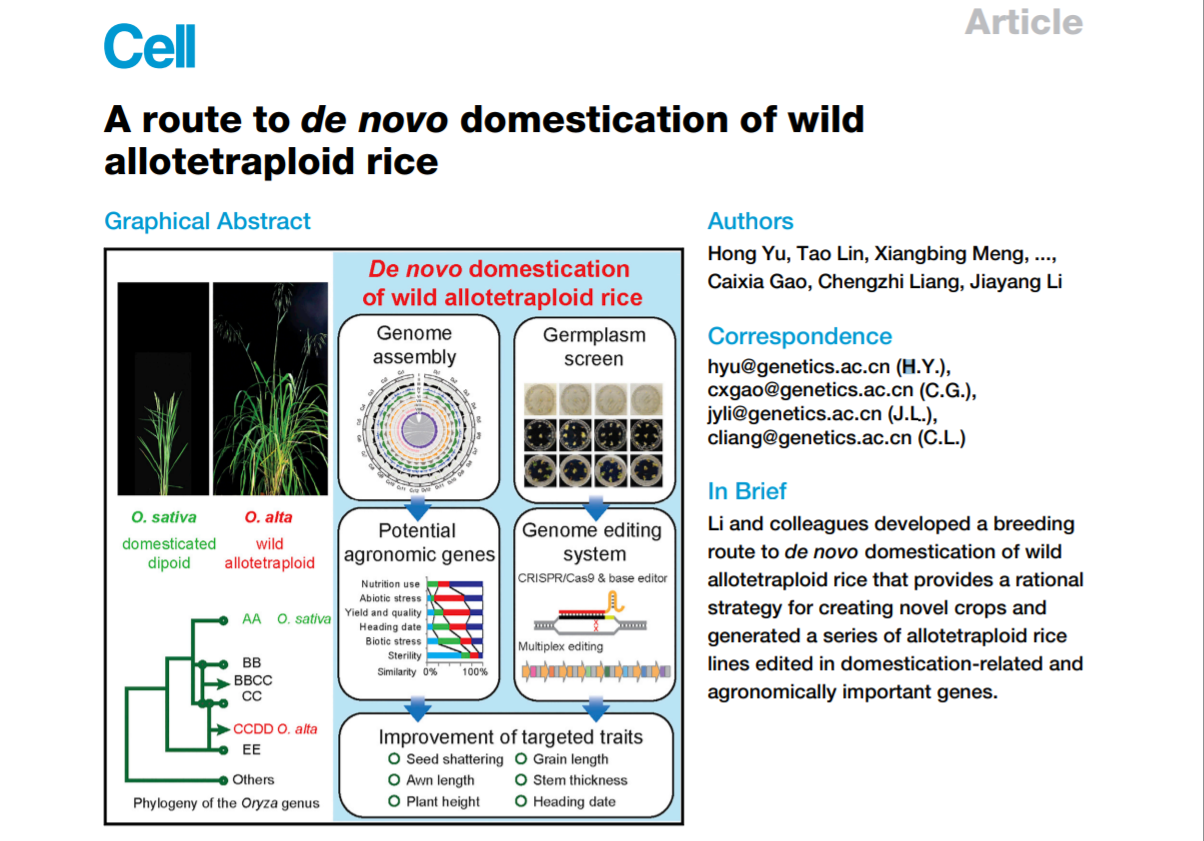 Cell
Article
A route to de novo domestication of wild
allotetraploid rice
Graphical Abstract
De novo domestication
of wild allotetraploid rice
O. sativa
domesticated
dipoid
O. alta
wild
allotetraploid
AA O. sativa
BB
BBCC
CC
CCDD O. alta
EE
Others
Phylogeny of the Oryza genus
Genome
assembly
Germplasm
screen
Potential
agronomic genes
Nutrition use
Abiotic stress
Yield and quality
Heading date
Biotic stress
Sterility
Similarity 0% 100%
Genome editing
system
CRISPR/Cas9 & base editor
Multiplex editing
Improvement of targeted traits
Seed shattering
Grain length
Awn length
Stem thickness
Plant height
Heading date
Authors
Hong Yu, Tao Lin, Xiangbing Meng, ...,
Caixia Gao, Chengzhi Liang, Jiayang Li
Correspondence
hyu@genetics.ac.cn (H.Y.),
cxgao@genetics.ac.cn (C.G.),
jyli@genetics.ac.cn (J.L.),
cliang@genetics.ac.cn (C.L.)
In Brief
Li and colleagues developed a breeding
route to de novo domestication of wild
allotetraploid rice that provides a rational
strategy for creating novel crops and
generated a series of allotetraploid rice
lines edited in domestication-related and
agronomically important genes.